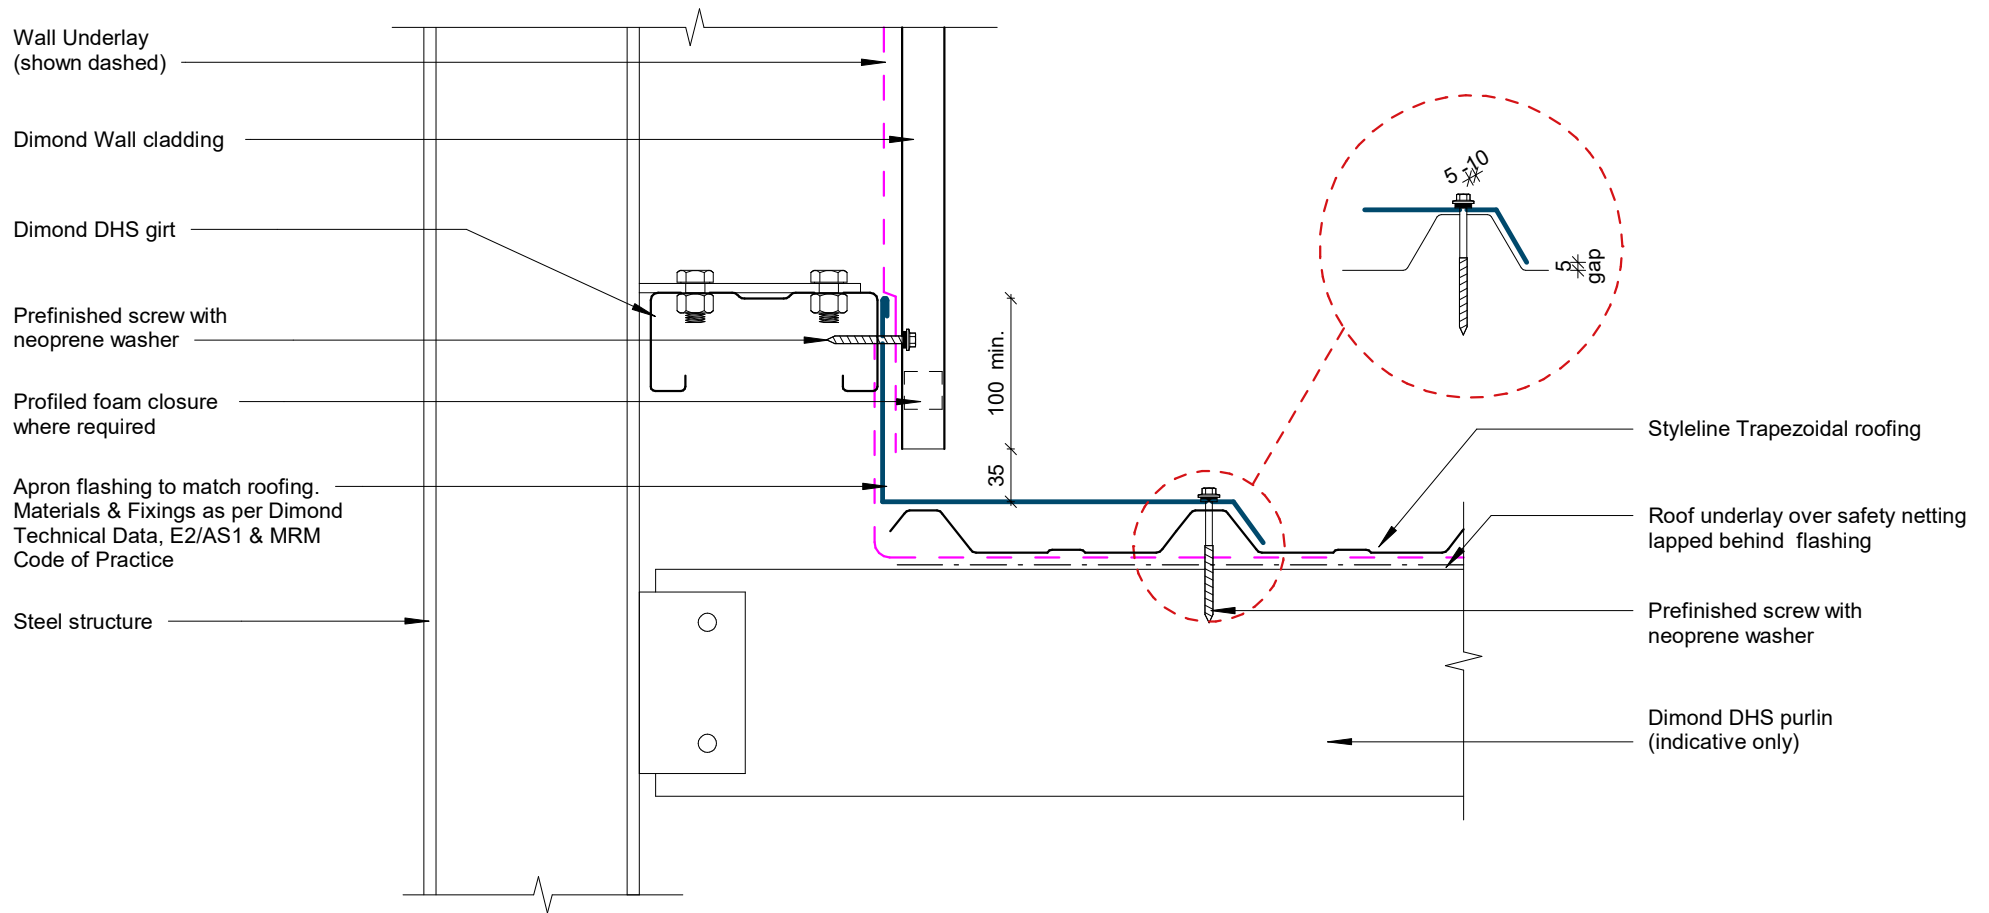 Wall Underlay
(shown dashed)
Dimond Wall cladding
Dimond DHS girt
Prefinished screw with
neoprene washer
Profiled foam closure
where required
Apron flashing to match roofing.
Materials & Fixings as per Dimond
Technical Data, E2/AS1 & MRM
Code of Practice
Steel structure
100 min.
35
5 -10
5
gap
Styleline Trapezoidal roofing
Roof underlay over safety netting
lapped behind flashing
Prefinished screw with
neoprene washer
Dimond DHS purlin
(indicative only)